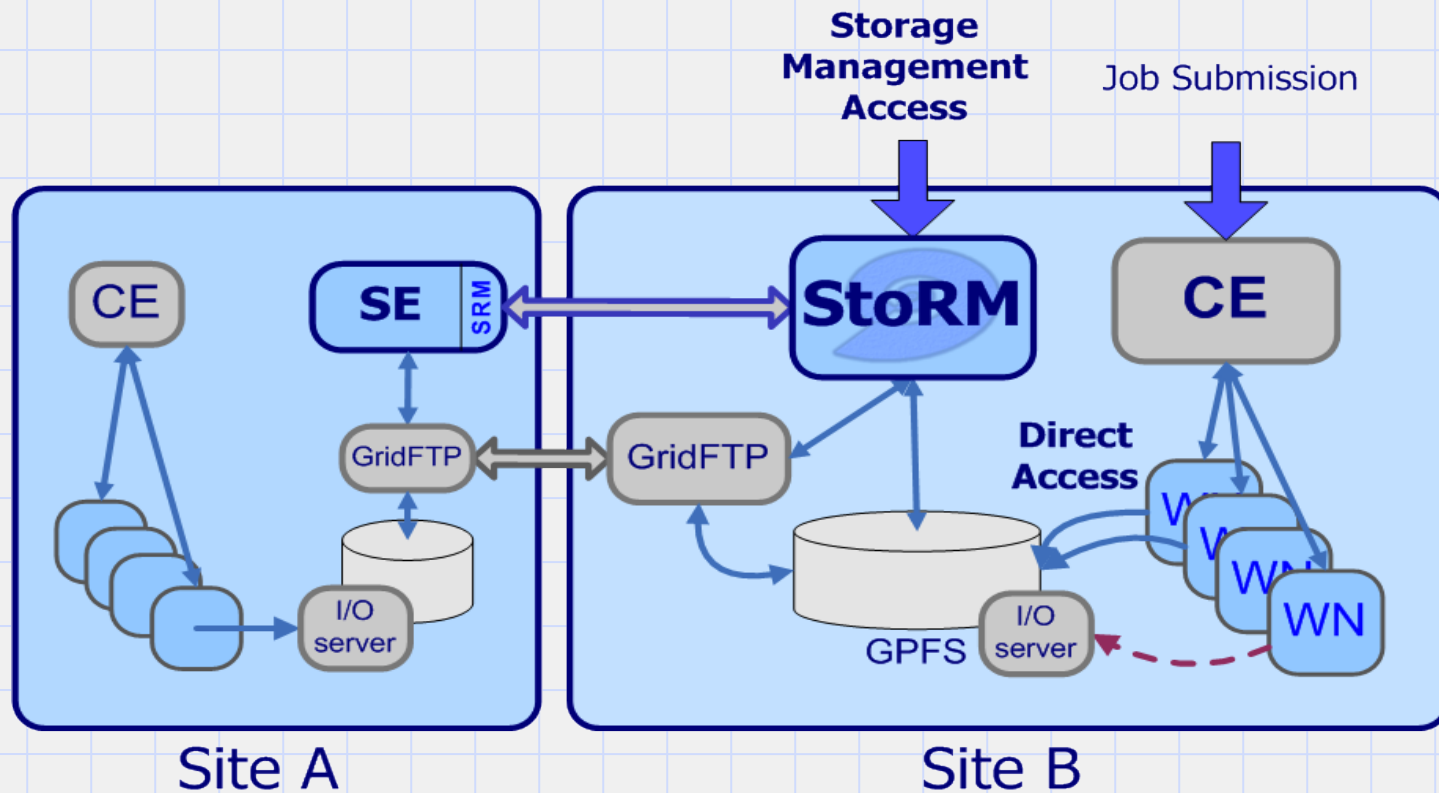 Storage
Management
Access
Job Submission
CE
SE
SRM
StoRM
CE
GridFTP
GridFTP
Direct
Access
WN
WN
I/O
server
GPFS
I/O
server
Site A
Site B